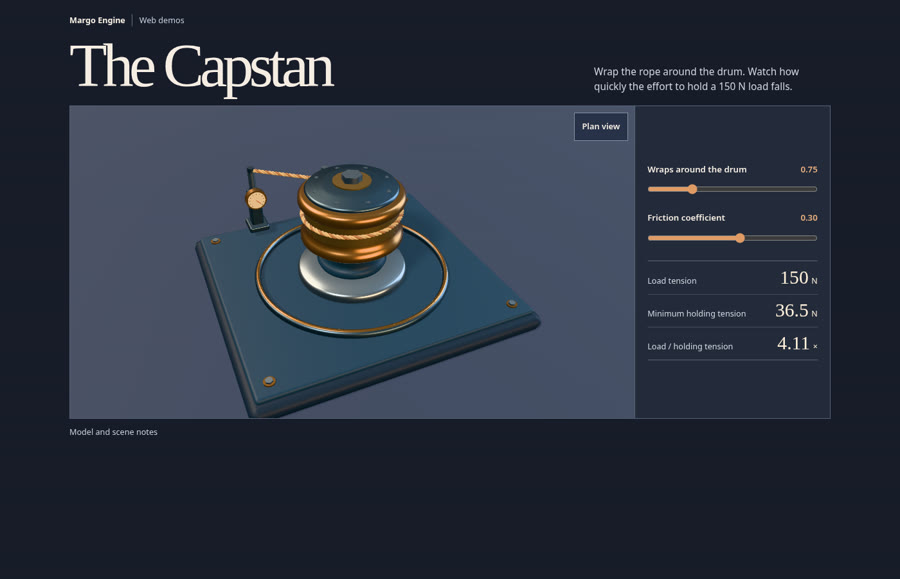 Margo Engine
Web demos
The Capstan
Wrap the rope around the drum. Watch how
quickly the effort to hold a 150 N load falls.
Plan view
Wraps around the drum 0.75
Friction coefficient 0.30
Load tension 150 N
Minimum holding tension 36.5 N
Load / holding tension 4.11 ×
Model and scene notes